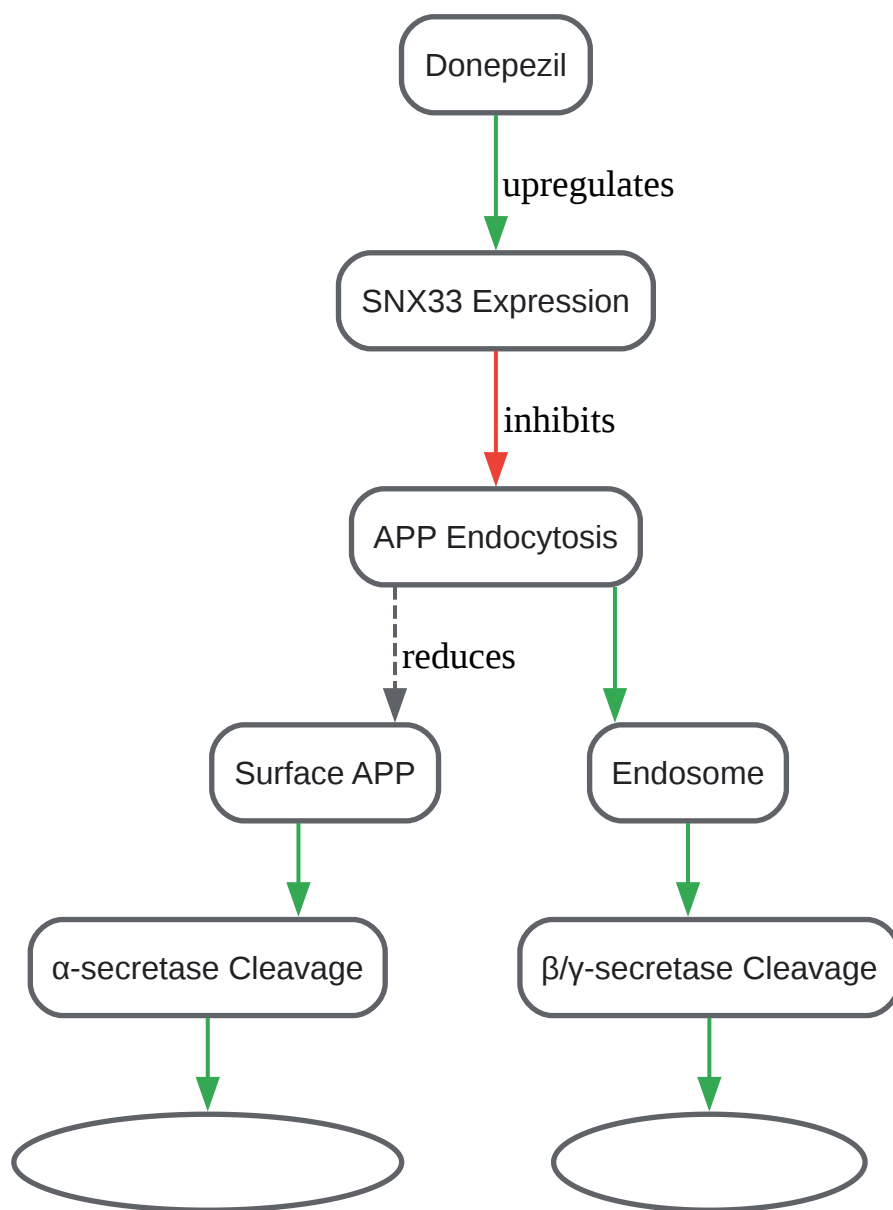 Donepezil
upregulates
SNX33 Expression
inhibits
APP Endocytosis
reduces
Surface APP
Endosome
α-secretase Cleavage
β/γ-secretase Cleavage